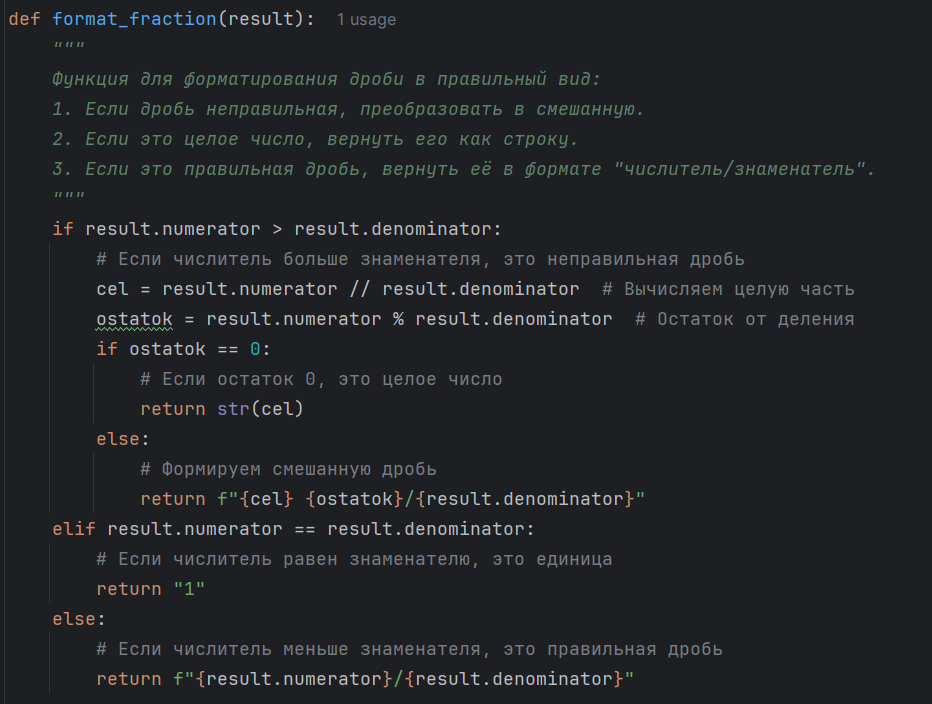 def format_fraction(result):  1 usage
    """
    Функция для форматирования дроби в правильный вид:
    1. Если дробь неправильная, преобразовать в смешанную.
    2. Если это целое число, вернуть его как строку.
    3. Если это правильная дробь, вернуть её в формате "числитель/знаменатель".
    """
    if result.numerator > result.denominator:
        # Если числитель больше знаменателя, это неправильная дробь
        cel = result.numerator // result.denominator  # Вычисляем целую часть
        ostatok = result.numerator % result.denominator  # Остаток от деления
        if ostatok == 0:
            # Если остаток 0, это целое число
            return str(cel)
        else:
            # Формируем смешанную дробь
            return f"{cel} {ostatok}/{result.denominator}"
    elif result.numerator == result.denominator:
        # Если числитель равен знаменателю, это единица
        return "1"
    else:
        # Если числитель меньше знаменателя, это правильная дробь
        return f"{result.numerator}/{result.denominator}"